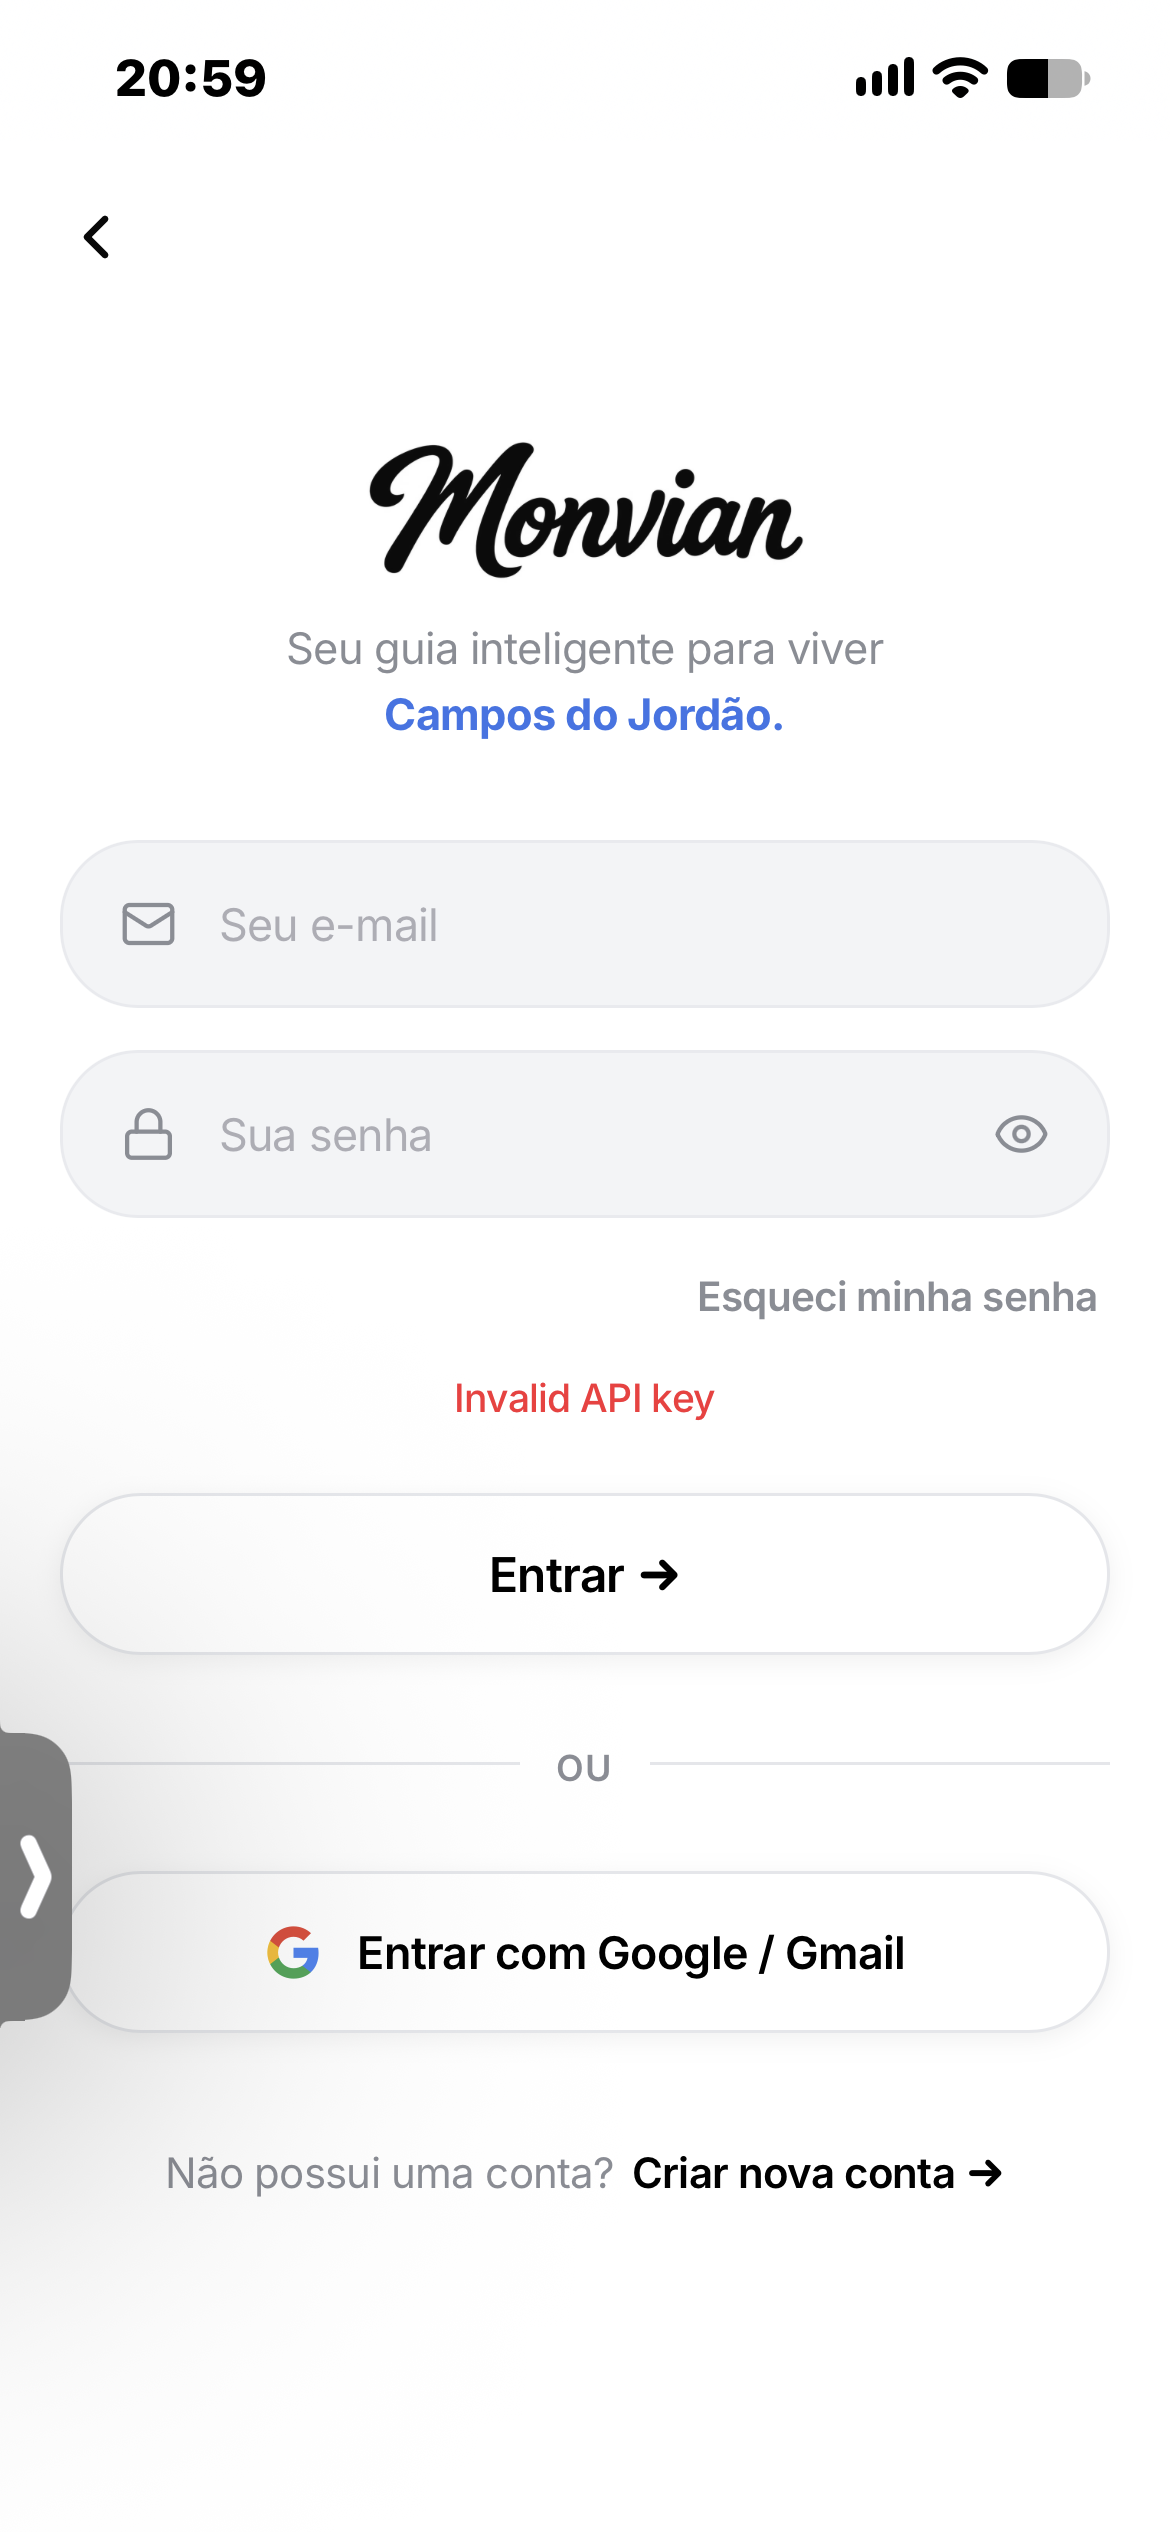 20:59
Monvian
Seu guia inteligente para viver
Campos do Jordão.
Seu e-mail
Sua senha
Esqueci minha senha
Invalid API key
Entrar →
OU
Entrar com Google / Gmail
Não possui uma conta? Criar nova conta →